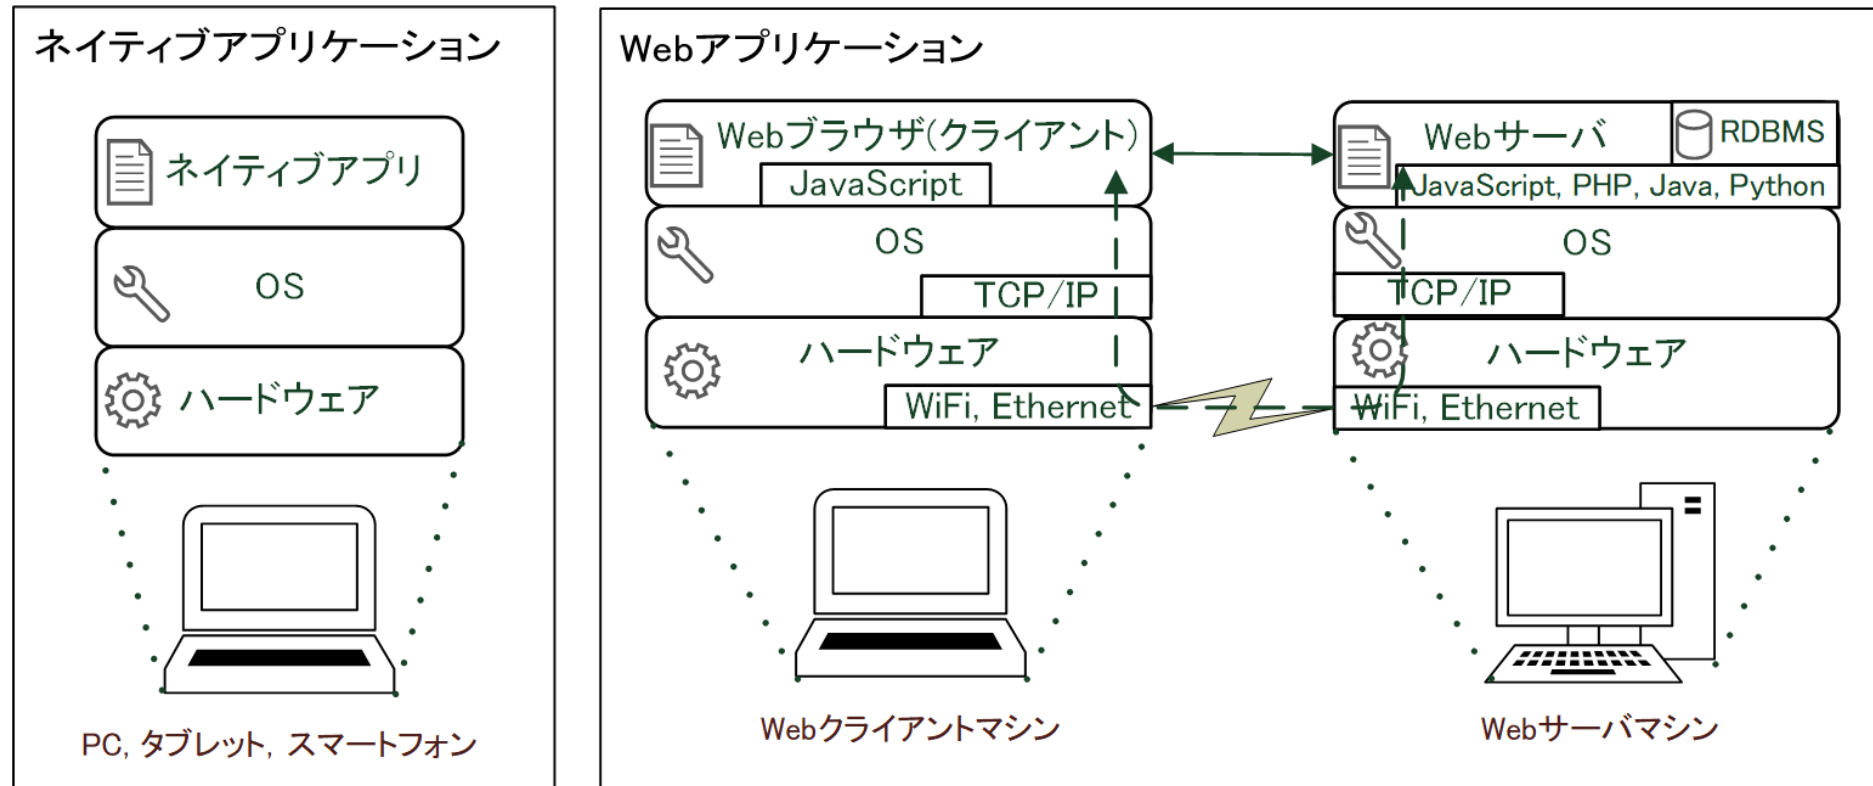 ネイティブアプリケーション
ネイティブアプリ
OS
ハードウェア
PC, タブレット, スマートフォン
Webアプリケーション
Webブラウザ(クライアント)
JavaScript
OS
TCP/IP
ハードウェア
WiFi, Ethernet
Webクライアントマシン
Webサーバ
RDBMS
JavaScript, PHP, Java, Python
OS
TCP/IP
ハードウェア
WiFi, Ethernet
Webサーバマシン